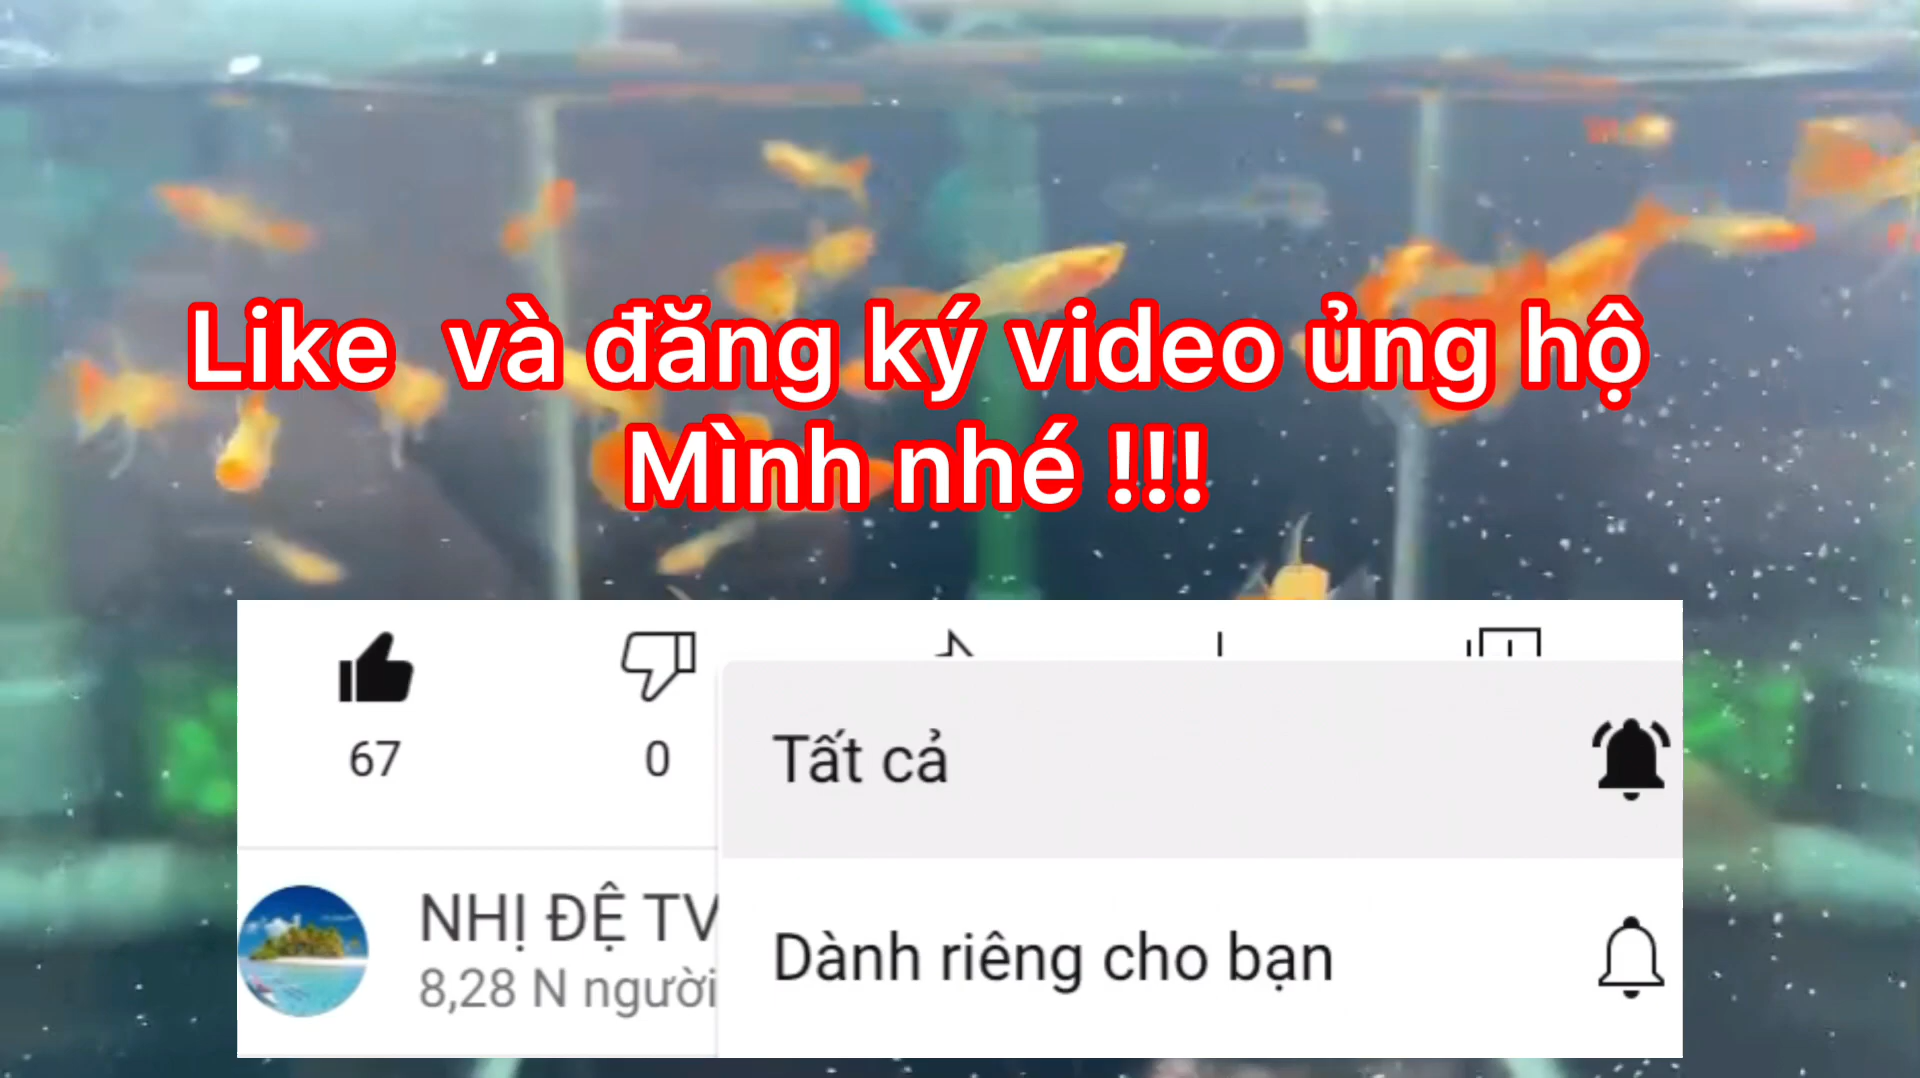 Like và đăng ký video ủng hộ
Mình nhé !!!
67
0
Tất cả
NHỊ ĐỆ TV
8,28 N người
Dành riêng cho bạn